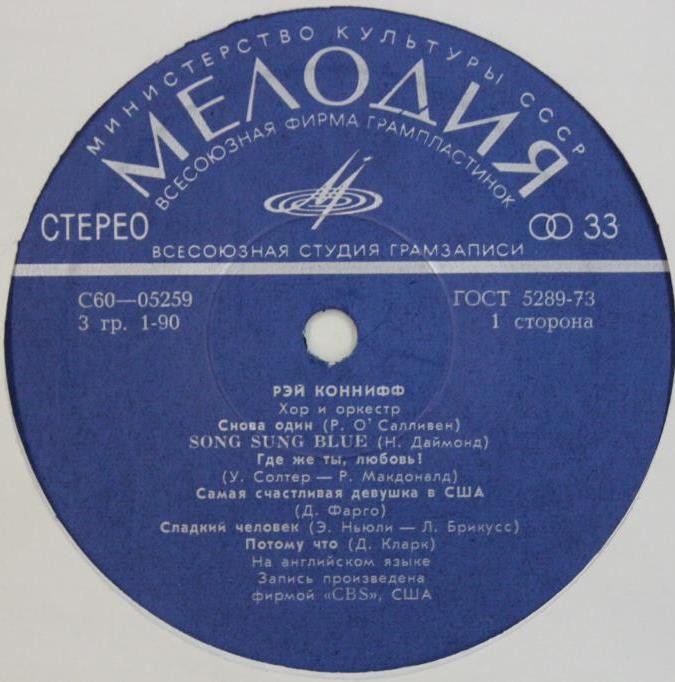 МИНИСТЕРСТВО КУЛЬТУРЫ СССР
МЕЛОДИЯ
ВСЕСОЮЗНАЯ ФИРМА ГРАМПЛАСТИНОК
СТЕРЕО
33
ВСЕСОЮЗНАЯ СТУДИЯ ГРАМЗАПИСИ
С60—05259
ГОСТ 5289-73
3 гр. 1-90
1 сторона
РЭЙ КОННИФФ
Хор и оркестр
Снова один (Р. О' Салливен)
SONG SUNG BLUE (Н. Даймонд)
Где же ты, любовь!
(У. Солтер — Р. Макдоналд)
Самая счастливая девушка в США
(Д. Фарго)
Сладкий человек (Э. Ньюли — Л. Брикусс)
Потому что (Д. Кларк)
На английском языке
Запись произведена
фирмой «CBS», США